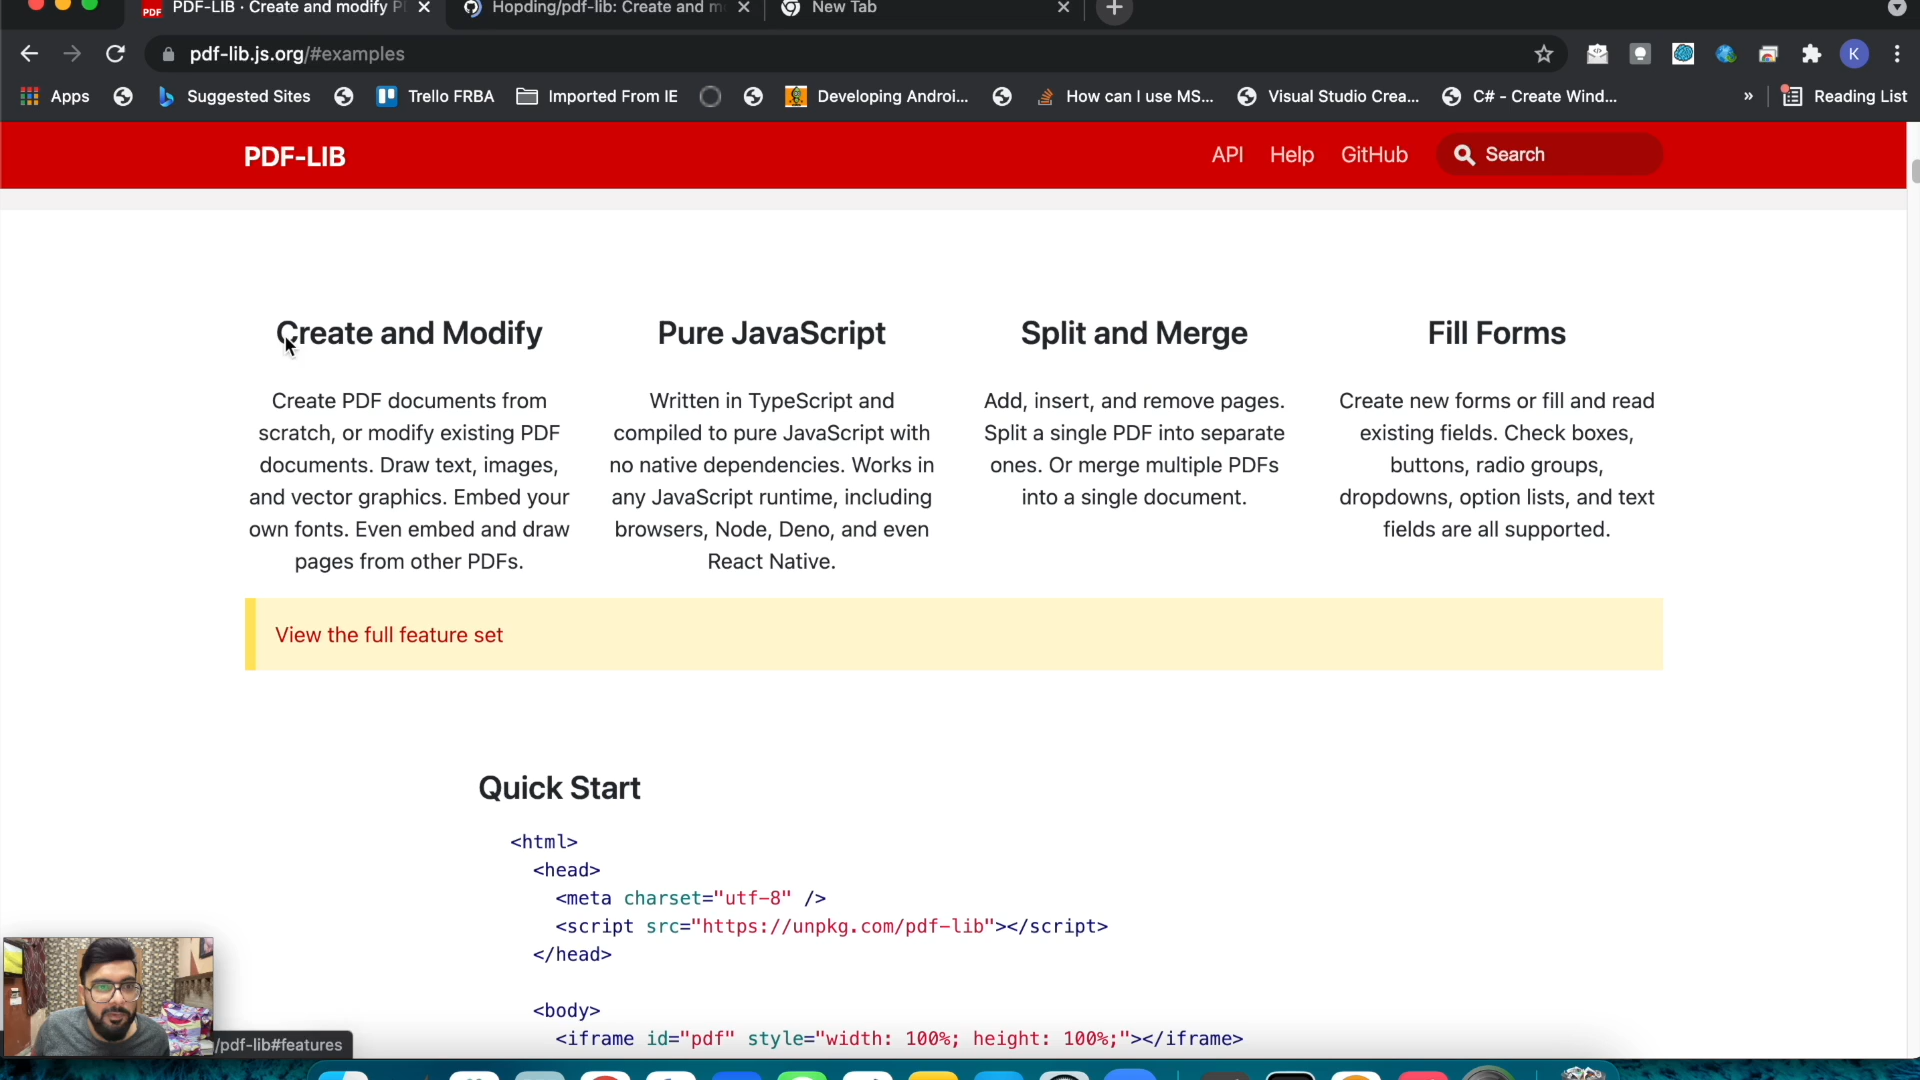 PDF-LIB · Create and modify P
Hopding/pdf-lib: Create and m
New Tab
pdf-lib.js.org/#examples
K
Apps
Suggested Sites
Trello FRBA
Imported From IE
Developing Androi...
How can I use MS...
Visual Studio Crea...
C# - Create Wind...
»
Reading List
PDF-LIB
API
Help
GitHub
Search
Create and Modify
Create PDF documents from
scratch, or modify existing PDF
documents. Draw text, images,
and vector graphics. Embed your
own fonts. Even embed and draw
pages from other PDFs.
Pure JavaScript
Written in TypeScript and
compiled to pure JavaScript with
no native dependencies. Works in
any JavaScript runtime, including
browsers, Node, Deno, and even
React Native.
Split and Merge
Add, insert, and remove pages.
Split a single PDF into separate
ones. Or merge multiple PDFs
into a single document.
Fill Forms
Create new forms or fill and read
existing fields. Check boxes,
buttons, radio groups,
dropdowns, option lists, and text
fields are all supported.
View the full feature set
Quick Start
<html>
<head>
<meta charset="utf-8" />
<script src="https://unpkg.com/pdf-lib"></script>
</head>
<body>
<iframe id="pdf" style="width: 100%; height: 100%;"></iframe>
/pdf-lib#features